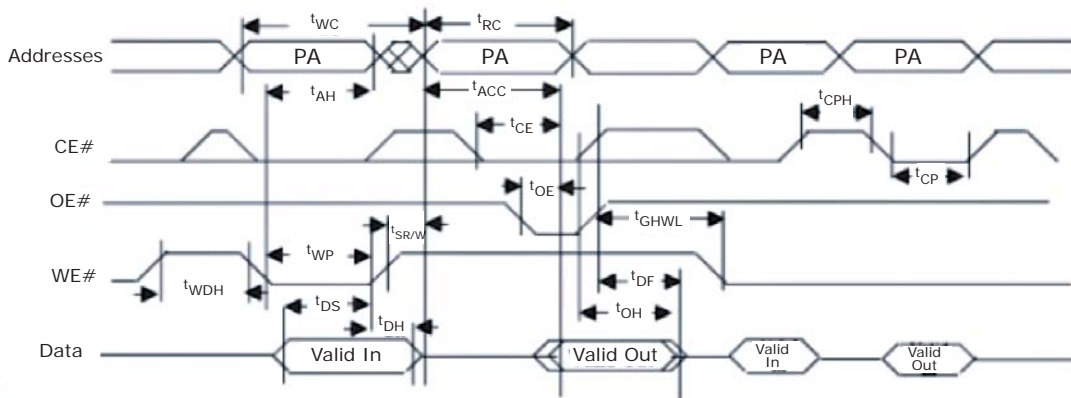 tWC
tRC
Addresses
PA
PA
PA
PA
tAH
tACC
tCPH
CE#
tCE
tCP
OE#
tOE
tGHWL
tSR/W
tWP
WE#
tWDH
tDF
tDS
tOH
tDH
Data
Valid In
Valid Out
Valid
In
Valid
Out